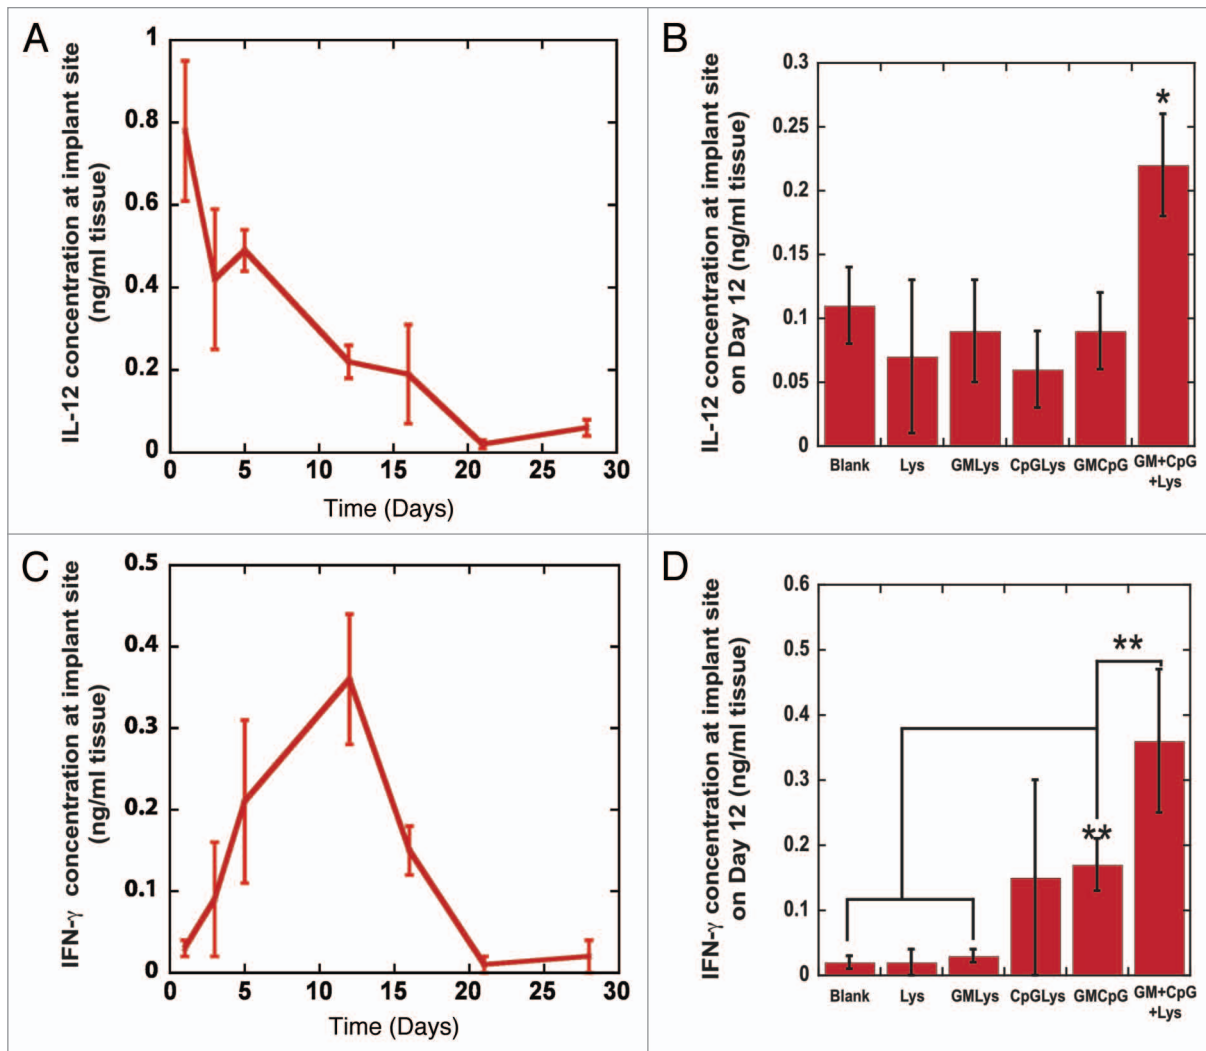 A
IL-12 concentration at implant site
(ng/ml tissue)
1
0.8
0.6
0.4
0.2
0
0 5 10 15 20 25 30
Time (Days)
B
IL-12 concentration at implant site
on Day 12 (ng/ml tissue)
0.3
0.25
0.2
0.15
0.1
0.05
0
*
Blank Lys GMLys CpGLys GMCpG GM+CpG
+Lys
C
IFN-γ concentration at implant site
(ng/ml tissue)
0.5
0.4
0.3
0.2
0.1
0
0 5 10 15 20 25 30
Time (Days)
D
IFN-γ concentration at implant site
on Day 12 (ng/ml tissue)
0.6
0.5
0.4
0.3
0.2
0.1
0
**
**
Blank Lys GMLys CpGLys GMCpG GM+CpG
+Lys